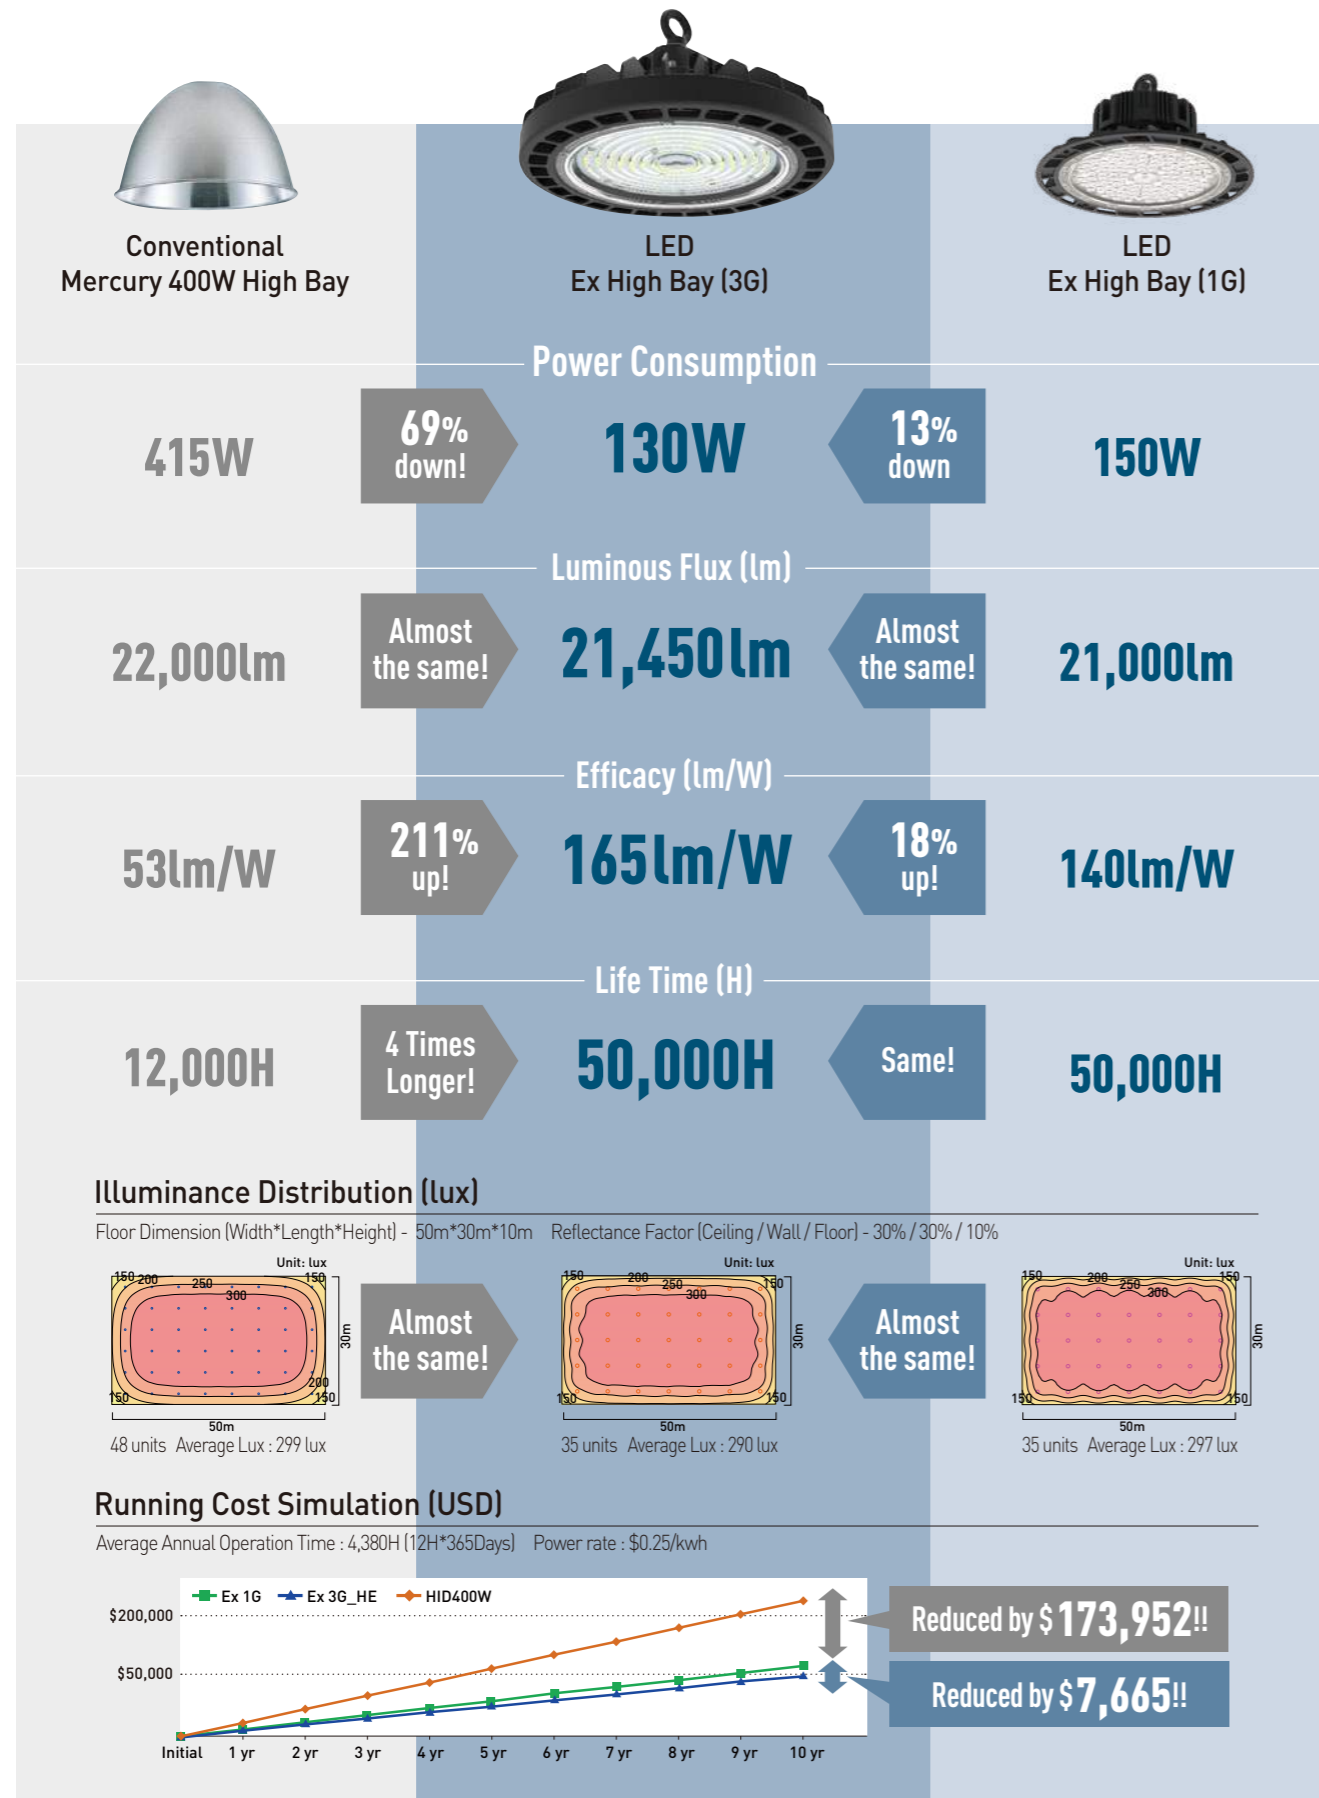 Conventional
Mercury 400W High Bay
LED
Ex High Bay (3G)
LED
Ex High Bay (1G)
Power Consumption
415W
69%
down!
130W
13%
down
150W
Luminous Flux (lm)
22,000lm
Almost
the same!
21,450lm
Almost
the same!
21,000lm
Efficacy (lm/W)
53lm/W
211%
up!
165lm/W
18%
up!
140lm/W
Life Time (H)
12,000H
4 Times
Longer!
50,000H
Same!
50,000H
Illuminance Distribution (lux)
Floor Dimension (Width*Length*Height) - 50m*30m*10m Reflectance Factor (Ceiling / Wall / Floor) - 30% / 30% / 10%
Unit: lux
150 200 250 300 150
30m
200
150 150
50m
48 units Average Lux : 299 lux
Almost
the same!
Unit: lux
150 200 250 300 150
30m
150 150
50m
35 units Average Lux : 290 lux
Almost
the same!
Unit: lux
150 200 250 300 150
30m
150 150
50m
35 units Average Lux : 297 lux
Running Cost Simulation (USD)
Average Annual Operation Time : 4,380H (12H*365Days) Power rate : $0.25/kwh
Ex 1G Ex 3G_HE HID400W
$200,000
$50,000
Initial 1 yr 2 yr 3 yr 4 yr 5 yr 6 yr 7 yr 8 yr 9 yr 10 yr
Reduced by $173,952!!
Reduced by $7,665!!